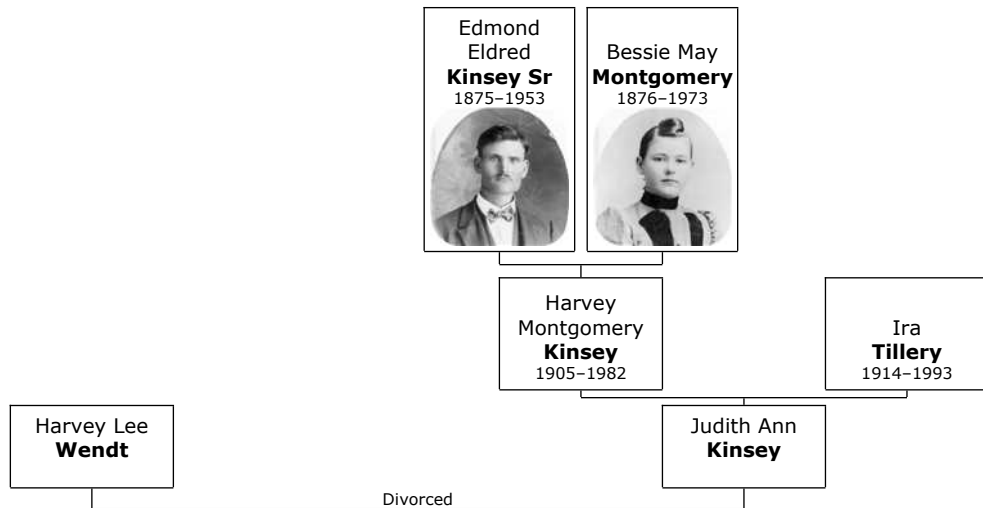 Edmond
Eldred
Kinsey Sr
1875–1953
Bessie May
Montgomery
1876–1973
Harvey
Montgomery
Kinsey
1905–1982
Ira
Tillery
1914–1993
Harvey Lee
Wendt
Judith Ann
Kinsey
Divorced